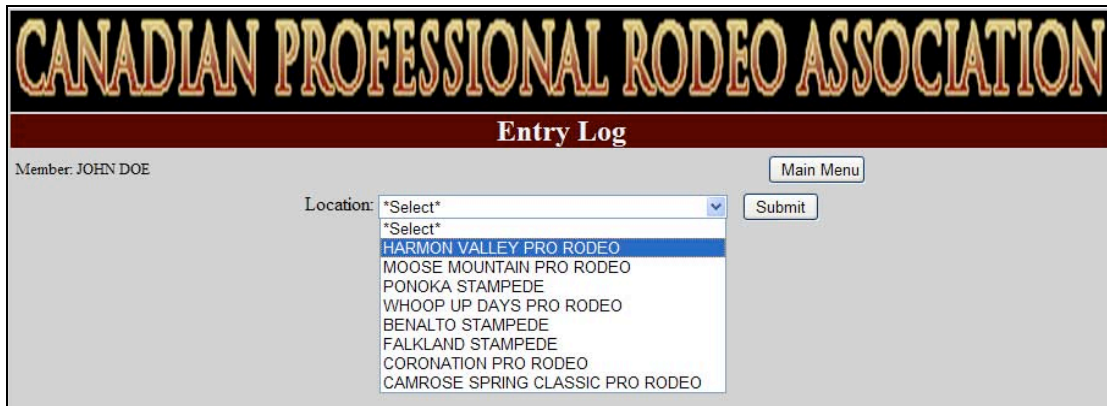 CANADIAN PROFESSIONAL RODEO ASSOCIATION
Entry Log
Member: JOHN DOE
Main Menu
Location: *Select*
Submit
*Select*
HARMON VALLEY PRO RODEO
MOOSE MOUNTAIN PRO RODEO
PONOKA STAMPEDE
WHOOP UP DAYS PRO RODEO
BENALTO STAMPEDE
FALKLAND STAMPEDE
CORONATION PRO RODEO
CAMROSE SPRING CLASSIC PRO RODEO